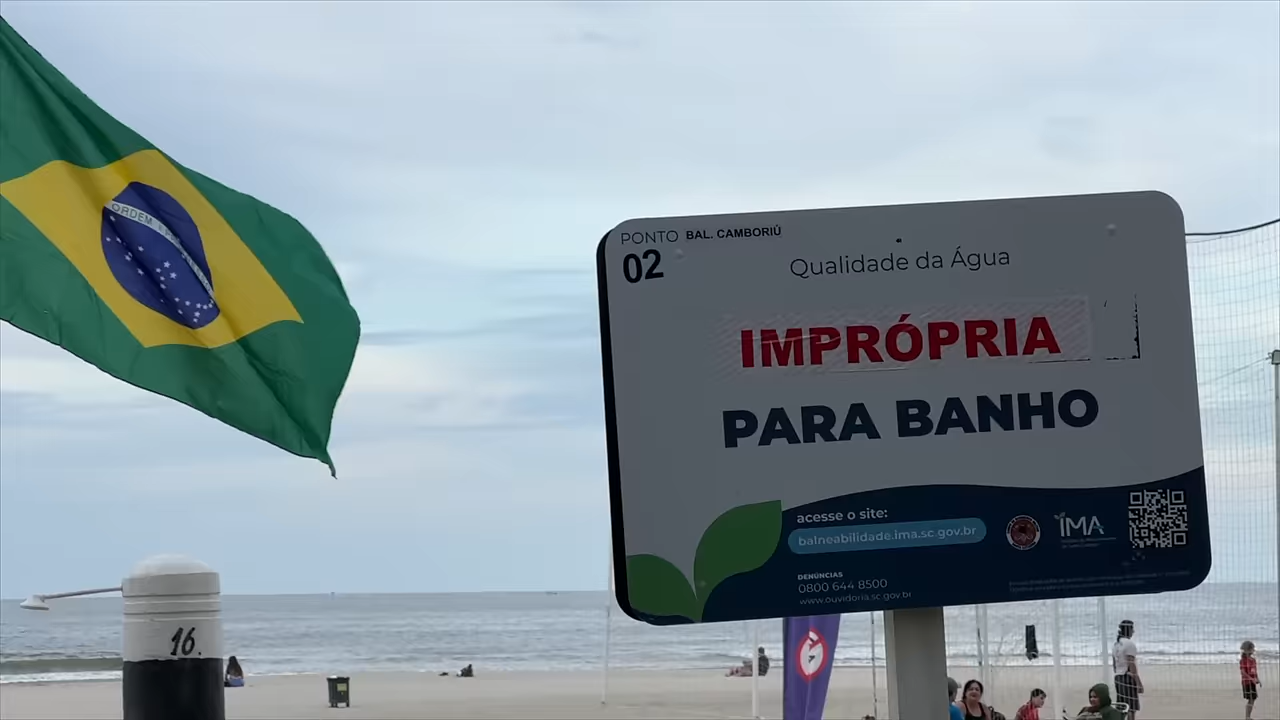 ORDEM
PONTO BAL. CAMBORIÚ
02
Qualidade da Água
IMPRÓPRIA
PARA BANHO
acesse o site:
balneabilidade.ima.sc.gov.br
IMA
DENÚNCIAS
0800 644 8500
www.ouvidoria.sc.gov.br
16.